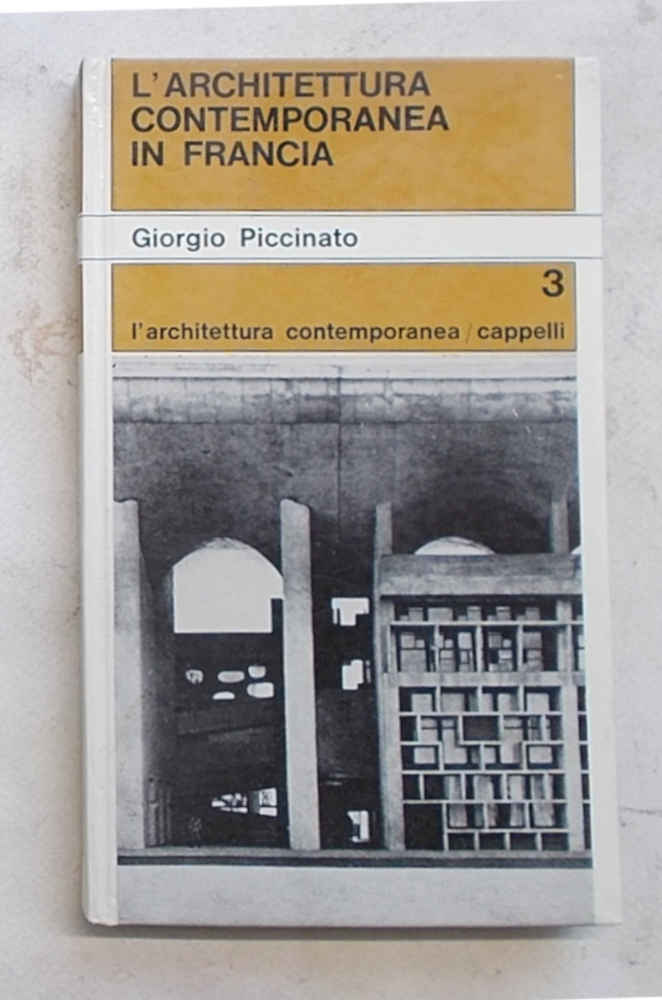 L'ARCHITETTURA
CONTEMPORANEA
IN FRANCIA
Giorgio Piccinato
3
l'architettura contemporanea / cappelli